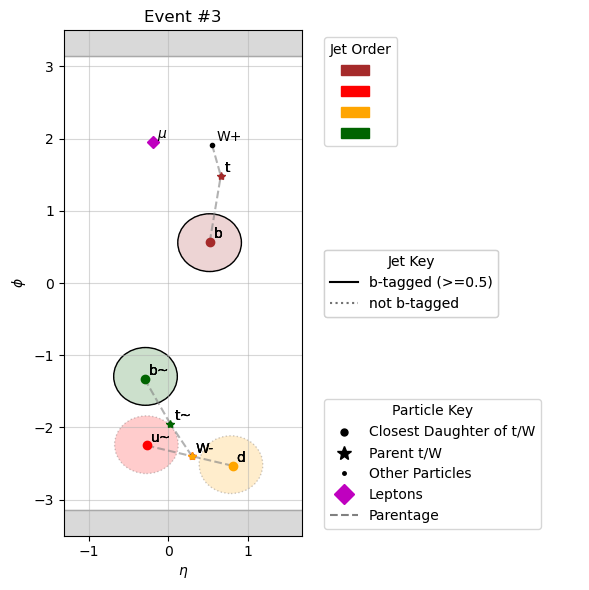 Event #3
3
2
1
0
−1
−2
−3
ϕ
−1
0
1
η
μ
W+
t
b
b~
t~
u~
W-
d
Jet Order
Jet Key
b-tagged (>=0.5)
not b-tagged
Particle Key
Closest Daughter of t/W
Parent t/W
Other Particles
Leptons
Parentage